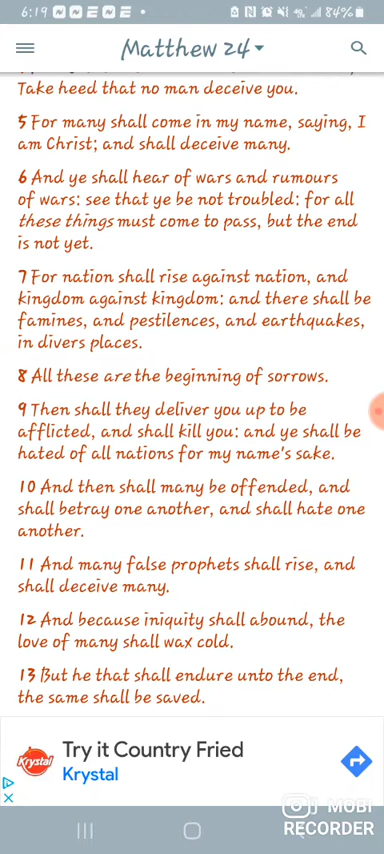 6:19 84%
Matthew 24
Take heed that no man deceive you.
5 For many shall come in my name, saying, I
am Christ; and shall deceive many.
6 And ye shall hear of wars and rumours
of wars: see that ye be not troubled: for all
these things must come to pass, but the end
is not yet.
7 For nation shall rise against nation, and
kingdom against kingdom: and there shall be
famines, and pestilences, and earthquakes,
in divers places.
8 All these are the beginning of sorrows.
9 Then shall they deliver you up to be
afflicted, and shall kill you: and ye shall be
hated of all nations for my name's sake.
10 And then shall many be offended, and
shall betray one another, and shall hate one
another.
11 And many false prophets shall rise, and
shall deceive many.
12 And because iniquity shall abound, the
love of many shall wax cold.
13 But he that shall endure unto the end,
the same shall be saved.
Krystal
Try it Country Fried
Krystal
MOBI
RECORDER